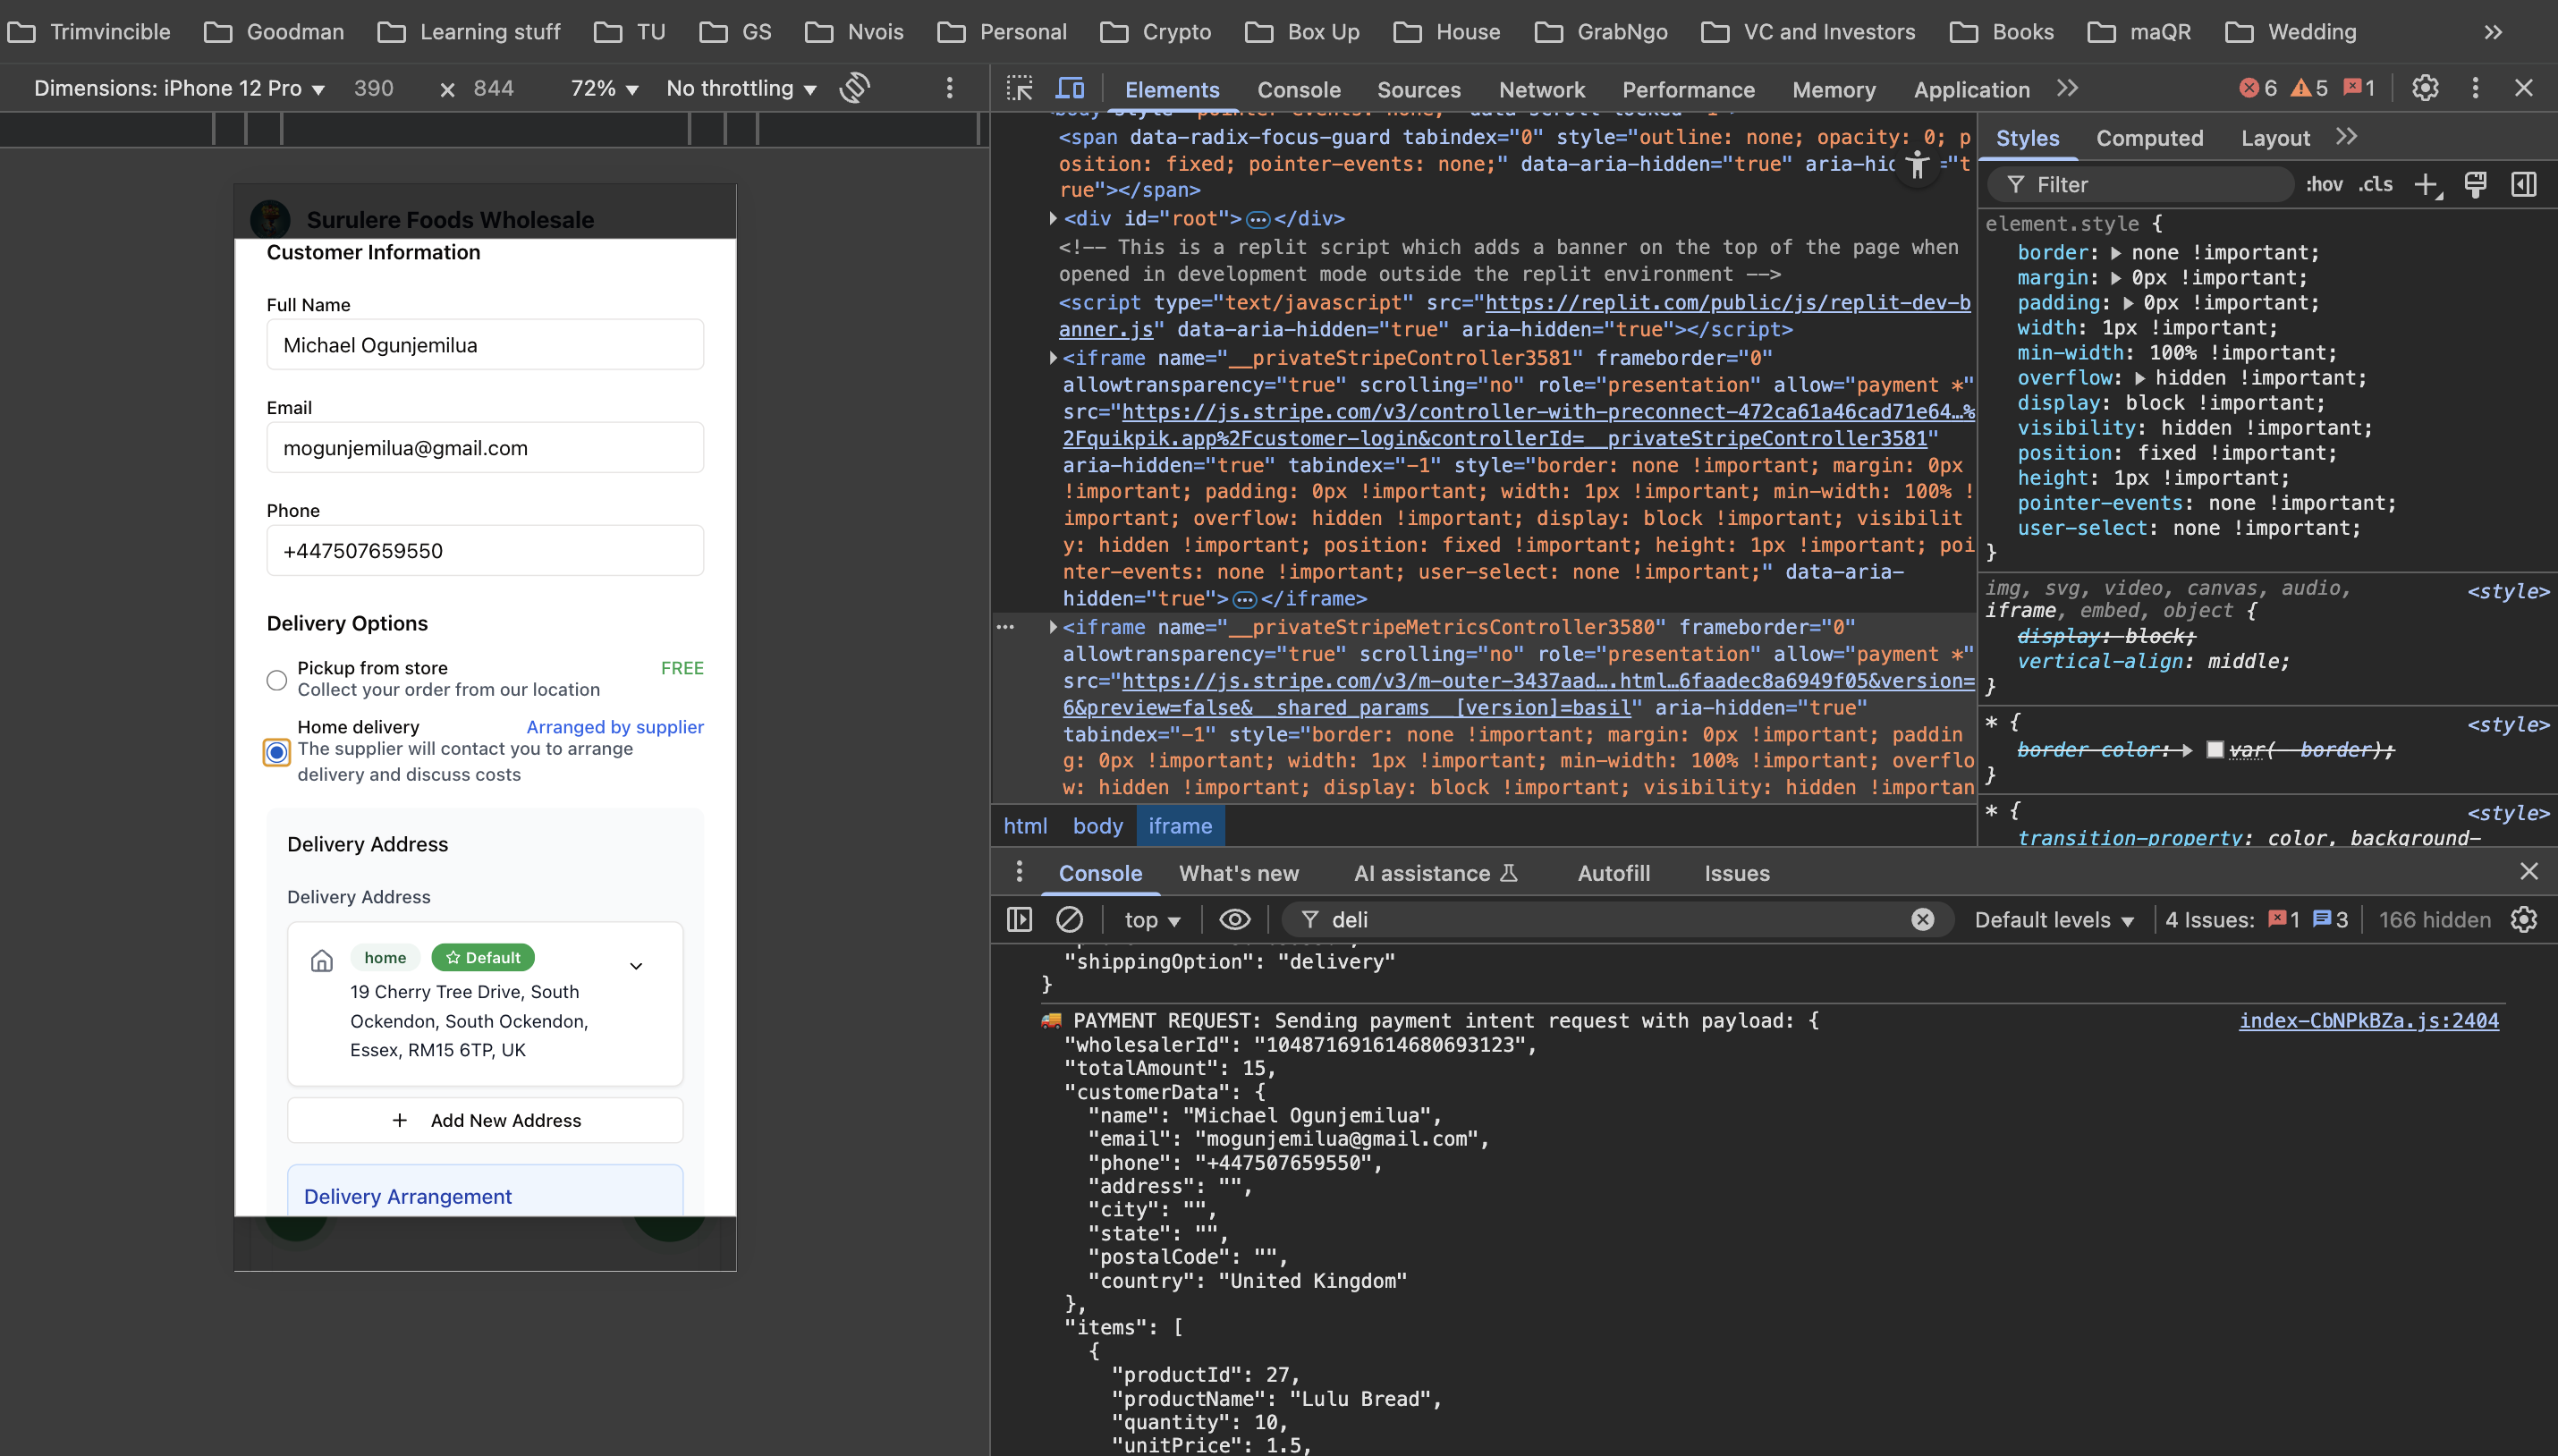 Trimvincible Goodman Learning stuff TU GS Nvois Personal Crypto Box Up House GrabNgo VC and Investors Books maQR Wedding »
Dimensions: iPhone 12 Pro ▼ 390 × 844 72% ▼ No throttling ▼
Surulere Foods Wholesale
Customer Information
Full Name
Michael Ogunjemilua
Email
mogunjemilua@gmail.com
Phone
+447507659550
Delivery Options
Pickup from store FREE
Collect your order from our location
Home delivery Arranged by supplier
The supplier will contact you to arrange
delivery and discuss costs
Delivery Address
Delivery Address
home Default
19 Cherry Tree Drive, South
Ockendon, South Ockendon,
Essex, RM15 6TP, UK
+ Add New Address
Delivery Arrangement
Elements Console Sources Network Performance Memory Application » 6 5 1
<span data-radix-focus-guard tabindex="0" style="outline: none; opacity: 0; p
osition: fixed; pointer-events: none;" data-aria-hidden="true" aria-hid ="t
rue"></span>
<div id="root"> … </div>
<!-- This is a replit script which adds a banner on the top of the page when
opened in development mode outside the replit environment -->
<script type="text/javascript" src="https://replit.com/public/js/replit-dev-b
anner.js" data-aria-hidden="true" aria-hidden="true"></script>
<iframe name="__privateStripeController3581" frameborder="0"
allowtransparency="true" scrolling="no" role="presentation" allow="payment *"
src="https://js.stripe.com/v3/controller-with-preconnect-472ca61a46cad71e64…%
2Fquikpik.app%2Fcustomer-login&controllerId=__privateStripeController3581"
aria-hidden="true" tabindex="-1" style="border: none !important; margin: 0px
!important; padding: 0px !important; width: 1px !important; min-width: 100% !
important; overflow: hidden !important; display: block !important; visibilit
y: hidden !important; position: fixed !important; height: 1px !important; poi
nter-events: none !important; user-select: none !important;" data-aria-
hidden="true"> … </iframe>
<iframe name="__privateStripeMetricsController3580" frameborder="0"
allowtransparency="true" scrolling="no" role="presentation" allow="payment *"
src="https://js.stripe.com/v3/m-outer-3437aad….html…6faadec8a6949f05&version=
6&preview=false&__shared_params__[version]=basil" aria-hidden="true"
tabindex="-1" style="border: none !important; margin: 0px !important; paddin
g: 0px !important; width: 1px !important; min-width: 100% !important; overflo
w: hidden !important; display: block !important; visibility: hidden !importan
html body iframe
Styles Computed Layout »
Filter :hov .cls +
element.style {
border: none !important;
margin: 0px !important;
padding: 0px !important;
width: 1px !important;
min-width: 100% !important;
overflow: hidden !important;
display: block !important;
visibility: hidden !important;
position: fixed !important;
height: 1px !important;
pointer-events: none !important;
user-select: none !important;
}
img, svg, video, canvas, audio, <style>
iframe, embed, object {
display: block;
vertical-align: middle;
}
* { <style>
border-color: var(--border);
}
* { <style>
transition-property: color, background-
Console What's new AI assistance Autofill Issues
top ▼ deli Default levels ▼ 4 Issues: 1 3 166 hidden
"shippingOption": "delivery"
}
🚚 PAYMENT REQUEST: Sending payment intent request with payload: { index-CbNPkBZa.js:2404
"wholesalerId": "104871691614680693123",
"totalAmount": 15,
"customerData": {
"name": "Michael Ogunjemilua",
"email": "mogunjemilua@gmail.com",
"phone": "+447507659550",
"address": "",
"city": "",
"state": "",
"postalCode": "",
"country": "United Kingdom"
},
"items": [
{
"productId": 27,
"productName": "Lulu Bread",
"quantity": 10,
"unitPrice": 1.5,